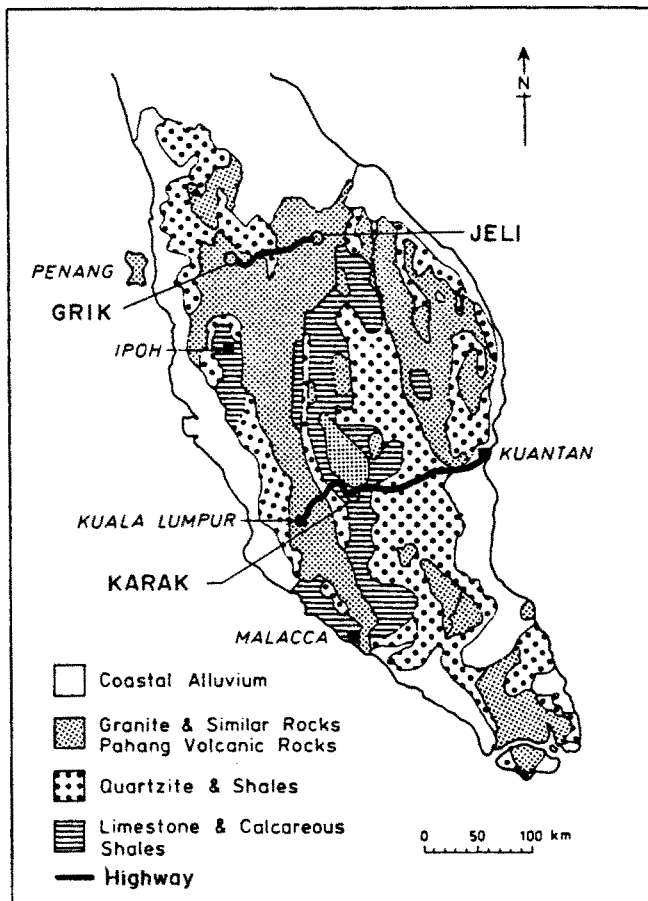 N
JELI
PENANG
GRIK
IPOH
KUANTAN
KUALA LUMPUR
KARAK
MALACCA
Coastal Alluvium
Granite & Similar Rocks
Pahang Volcanic Rocks
Quartzite & Shales
Limestone & Calcareous
Shales
Highway
0 50 100 km